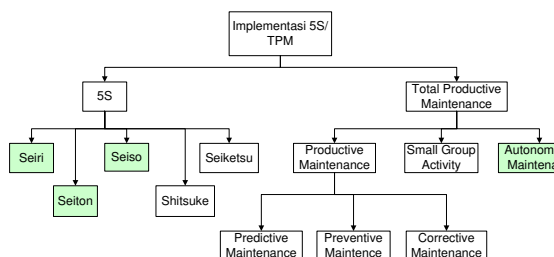 Implementasi 5S/
TPM
5S
Total Productive
Maintenance
Seiri
Seiso
Seiketsu
Productive
Maintenance
Small Group
Activity
Seiton
Shitsuke
Predictive
Maintenance
Preventive
Maintence
Corrective
Maintenance